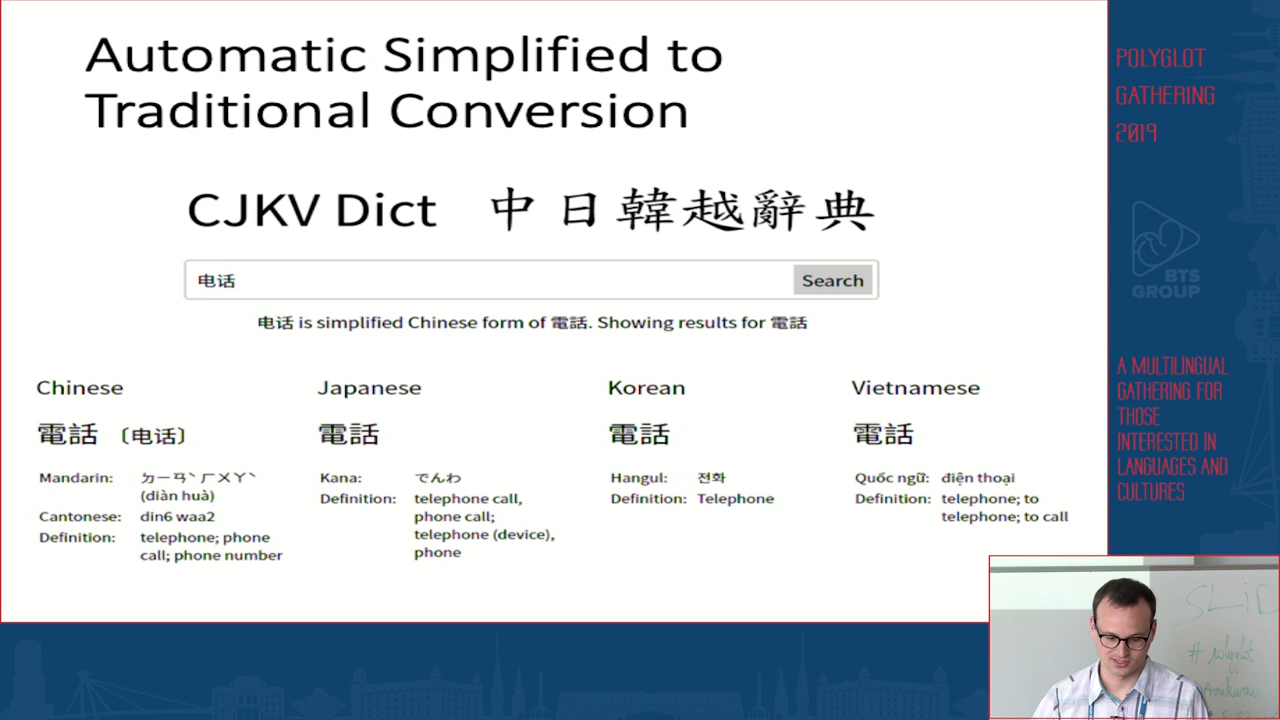 Automatic Simplified to
Traditional Conversion
CJKV Dict 中日韓越辭典
电话 Search
电话 is simplified Chinese form of 電話. Showing results for 電話
Chinese
電話 〔电话〕
Mandarin: ㄉㄧㄢˋ ㄏㄨㄚˋ
(diàn huà)
Cantonese: din6 waa2
Definition: telephone; phone
call; phone number
Japanese
電話
Kana: でんわ
Definition: telephone call,
phone call;
telephone (device),
phone
Korean
電話
Hangul: 전화
Definition: Telephone
Vietnamese
電話
Quốc ngữ: điện thoại
Definition: telephone; to
telephone; to call
POLYGLOT
GATHERING
2019
BTS
GROUP
A MULTILINGUAL
GATHERING FOR
THOSE
INTERESTED IN
LANGUAGES AND
CULTURES
# polyglot